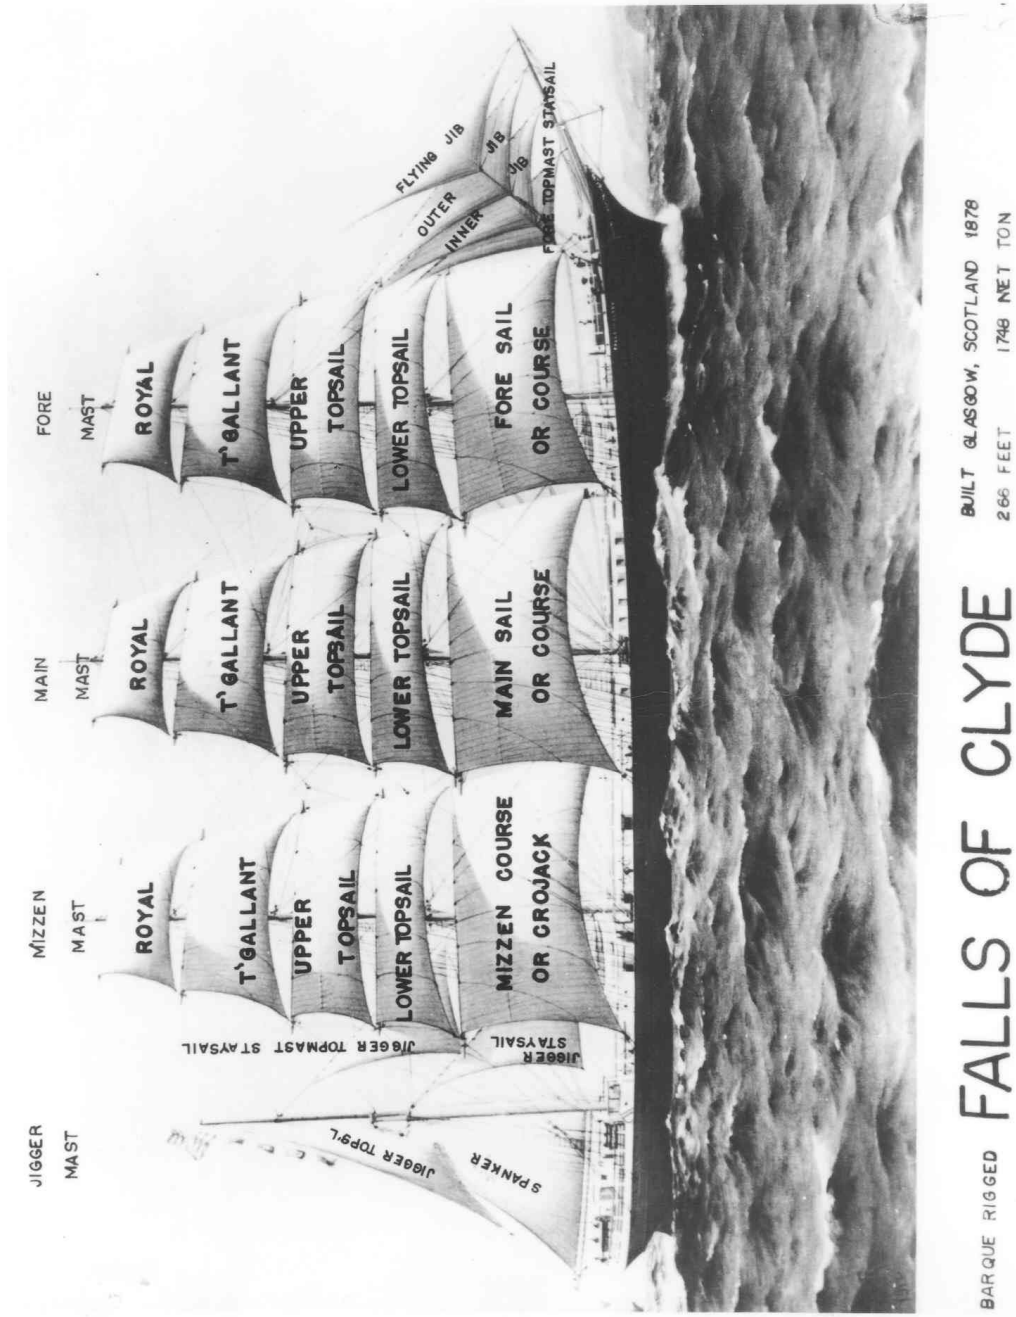 JIGGER
MAST
MIZZEN
MAST
MAIN
MAST
FORE
MAST
ROYAL
T'GALLANT
UPPER
TOPSAIL
LOWER TOPSAIL
MIZZEN COURSE
OR CROJACK
ROYAL
T'GALLANT
UPPER
TOPSAIL
LOWER TOPSAIL
MAIN SAIL
OR COURSE
ROYAL
T'GALLANT
UPPER
TOPSAIL
LOWER TOPSAIL
FORE SAIL
OR COURSE
FLYING JIB
OUTER JIB
INNER JIB
FORE TOPMAST STAYSAIL
JIGGER TOPMAST STAYSAIL
JIGGER
STAYSAIL
JIGGER TOPS'L
SPANKER
BARQUE RIGGED FALLS OF CLYDE BUILT GLASGOW, SCOTLAND 1878
266 FEET 1748 NET TON